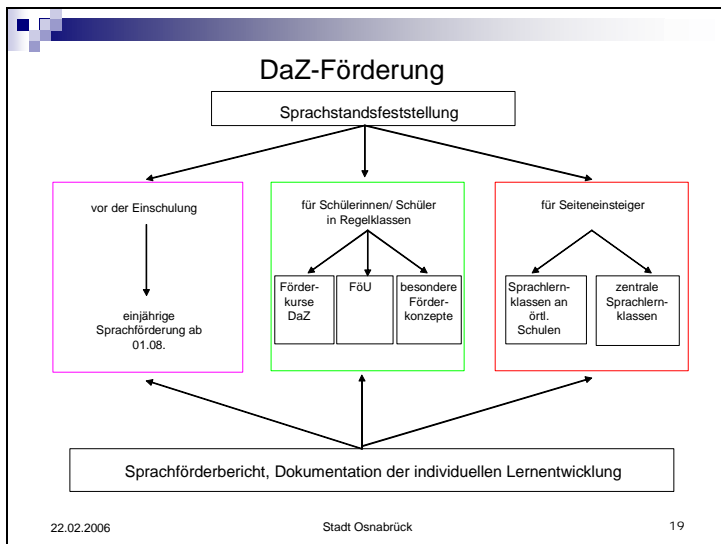 DaZ-Förderung
Sprachstandsfeststellung
vor der Einschulung
einjährige
Sprachförderung ab
01.08.
für Schülerinnen/ Schüler
in Regelklassen
Förder-
kurse
DaZ
FöU
besondere
Förder-
konzepte
für Seiteneinsteiger
Sprachlern-
klassen an
örtl.
Schulen
zentrale
Sprachlern-
klassen
Sprachförderbericht, Dokumentation der individuellen Lernentwicklung
22.02.2006
Stadt Osnabrück
19